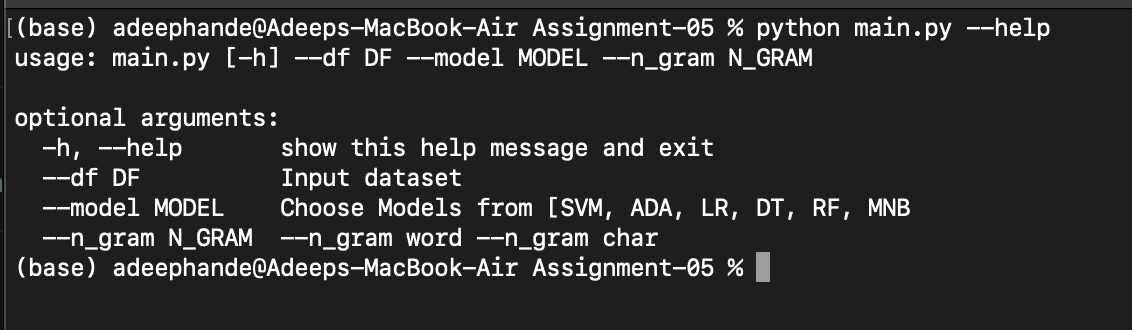 [(base) adeephande@Adeeps-MacBook-Air Assignment-05 % python main.py --help
usage: main.py [-h] --df DF --model MODEL --n_gram N_GRAM
optional arguments:
-h, --help show this help message and exit
--df DF Input dataset
--model MODEL Choose Models from [SVM, ADA, LR, DT, RF, MNB
--n_gram N_GRAM --n_gram word --n_gram char
(base) adeephande@Adeeps-MacBook-Air Assignment-05 %